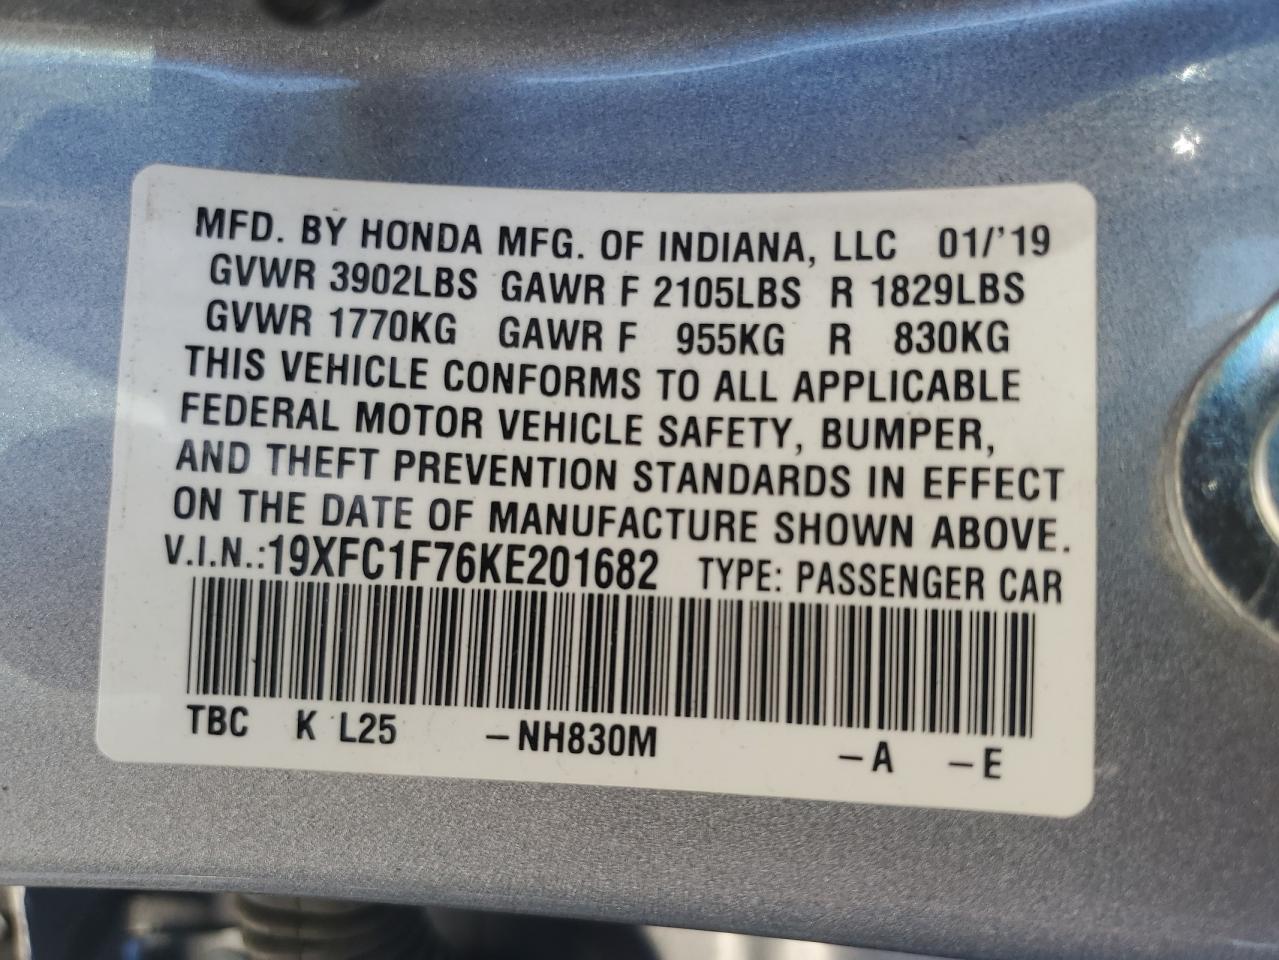 MFD. BY HONDA MFG. OF INDIANA, LLC 01/'19
GVWR 3902LBS GAWR F 2105LBS R 1829LBS
GVWR 1770KG GAWR F 955KG R 830KG
THIS VEHICLE CONFORMS TO ALL APPLICABLE
FEDERAL MOTOR VEHICLE SAFETY, BUMPER,
AND THEFT PREVENTION STANDARDS IN EFFECT
ON THE DATE OF MANUFACTURE SHOWN ABOVE.
V.I.N.:19XFC1F76KE201682 TYPE: PASSENGER CAR
TBC K L25 –NH830M –A –E